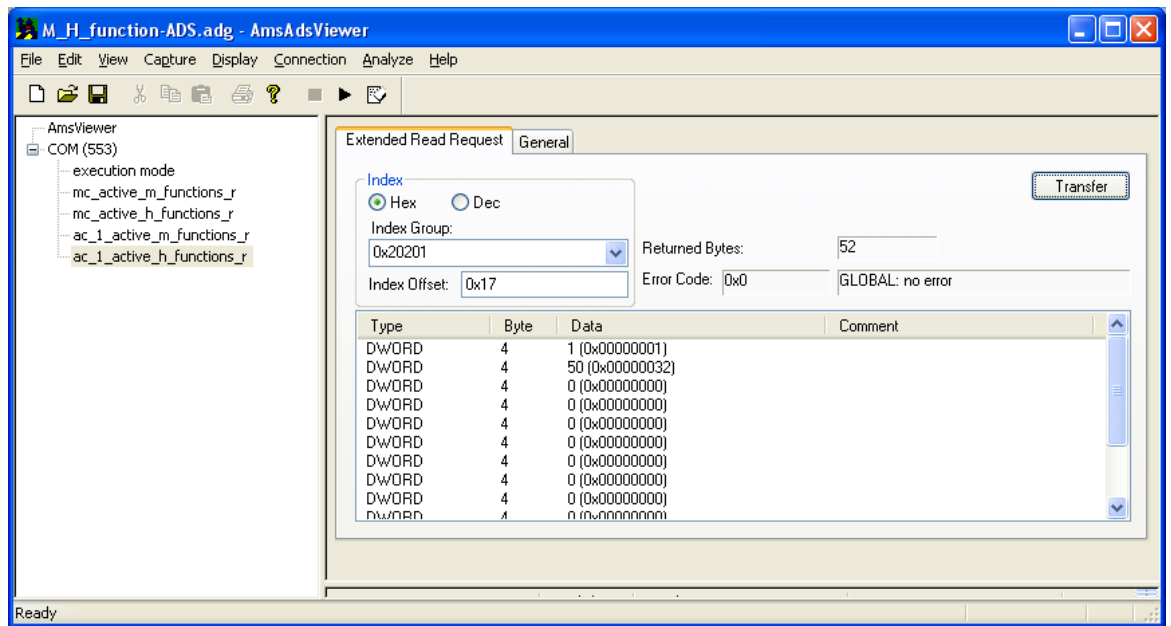 M_H_function-ADS.adg - AmsAdsViewer
File Edit View Capture Display Connection Analyze Help
AmsViewer
COM (553)
execution mode
mc_active_m_functions_r
mc_active_h_functions_r
ac_1_active_m_functions_r
ac_1_active_h_functions_r
Extended Read Request General
Index
Hex Dec
Index Group:
0x20201
Index Offset: 0x17
Transfer
Returned Bytes: 52
Error Code: 0x0 GLOBAL: no error
Type Byte Data Comment
DWORD 4 1 (0x00000001)
DWORD 4 50 (0x00000032)
DWORD 4 0 (0x00000000)
DWORD 4 0 (0x00000000)
DWORD 4 0 (0x00000000)
DWORD 4 0 (0x00000000)
DWORD 4 0 (0x00000000)
DWORD 4 0 (0x00000000)
DWORD 4 0 (0x00000000)
DWORD 4 0 (0x00000000)
Ready